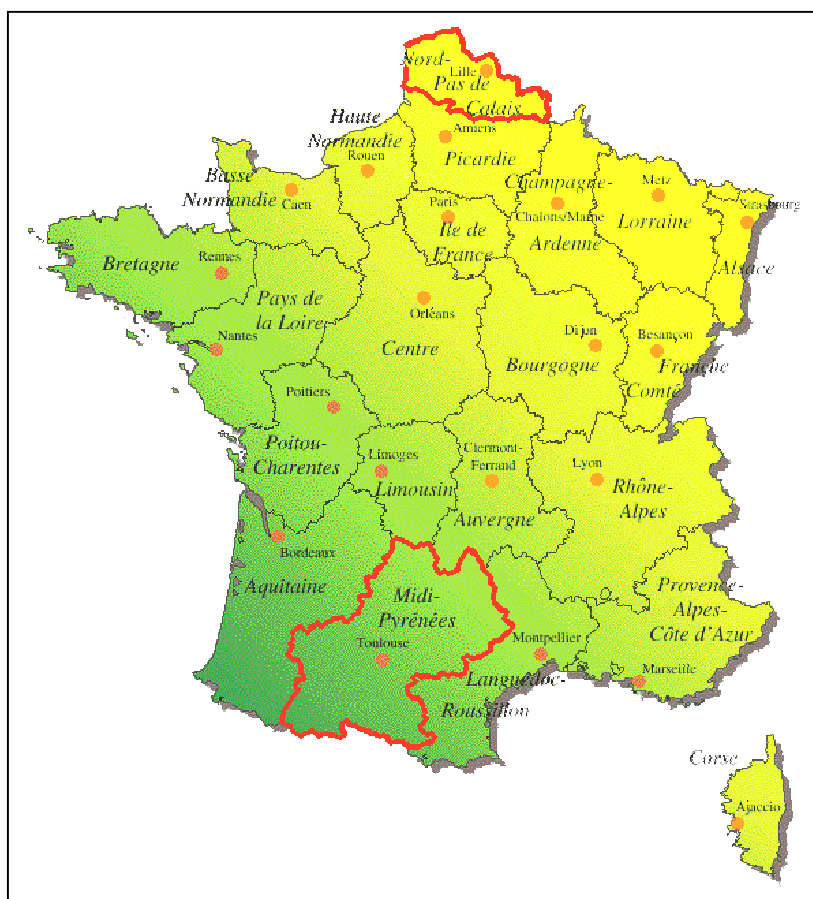 Nord-
Lille
Pas de
Calais
Haute
Normandie
Rouen
Amiens
Picardie
Basse
Normandie
Caen
Champagne-
Chalons/Marne
Ardenne
Metz
Lorraine
Strasbourg
Alsace
Paris
Ile de
France
Bretagne
Rennes
Pays de
la Loire
Nantes
Orléans
Centre
Dijon
Bourgogne
Besançon
Franche
Comté
Poitiers
Poitou-
Charentes
Limoges
Limousin
Clermont-
Ferrand
Auvergne
Lyon
Rhône-
Alpes
Bordeaux
Aquitaine
Midi-
Pyrénées
Toulouse
Montpellier
Languedoc-
Roussillon
Provence-
Alpes-
Côte d'Azur
Marseille
Corse
Ajaccio